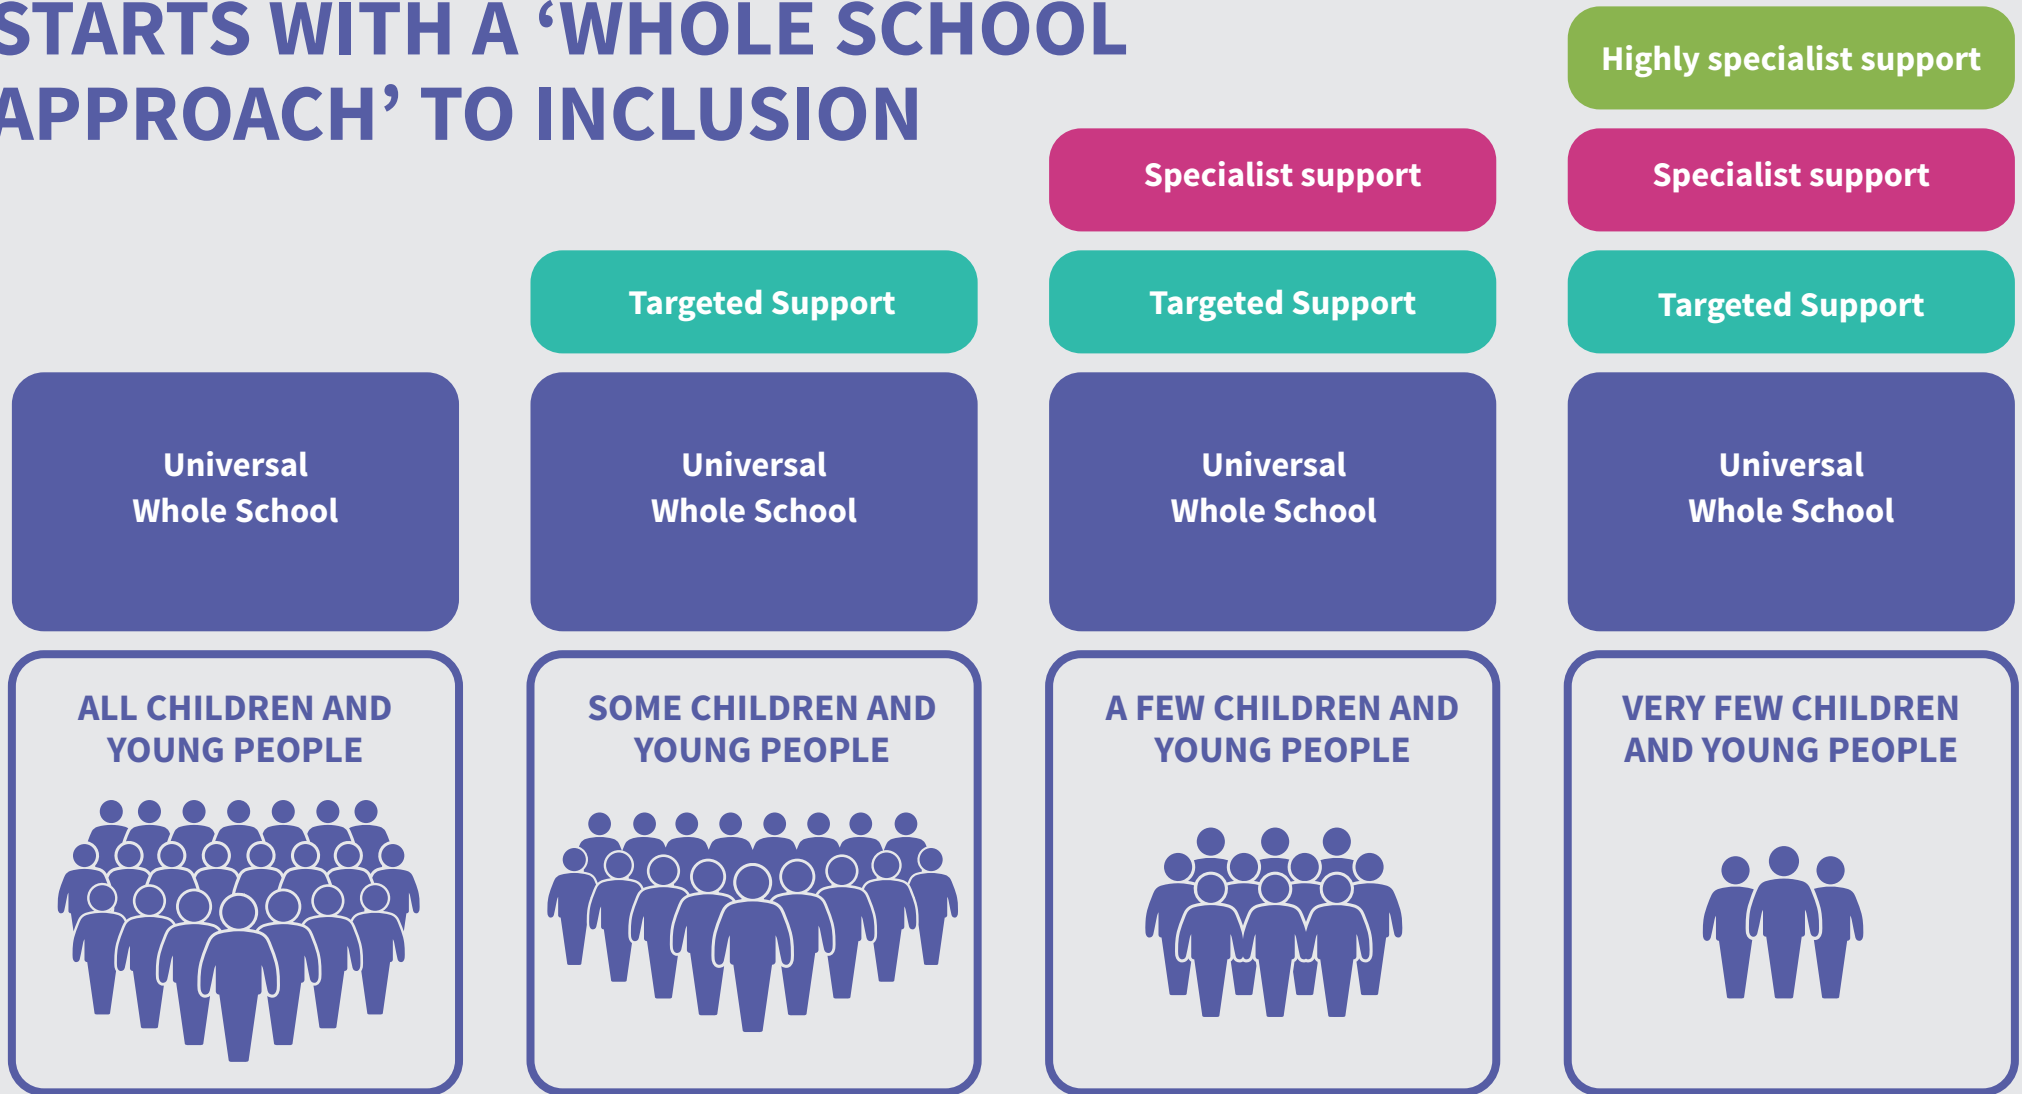 STARTS WITH A ‘WHOLE SCHOOL
APPROACH’ TO INCLUSION
Highly specialist support
Specialist support
Specialist support
Targeted Support
Targeted Support
Targeted Support
Universal
Whole School
Universal
Whole School
Universal
Whole School
Universal
Whole School
ALL CHILDREN AND
YOUNG PEOPLE
SOME CHILDREN AND
YOUNG PEOPLE
A FEW CHILDREN AND
YOUNG PEOPLE
VERY FEW CHILDREN
AND YOUNG PEOPLE